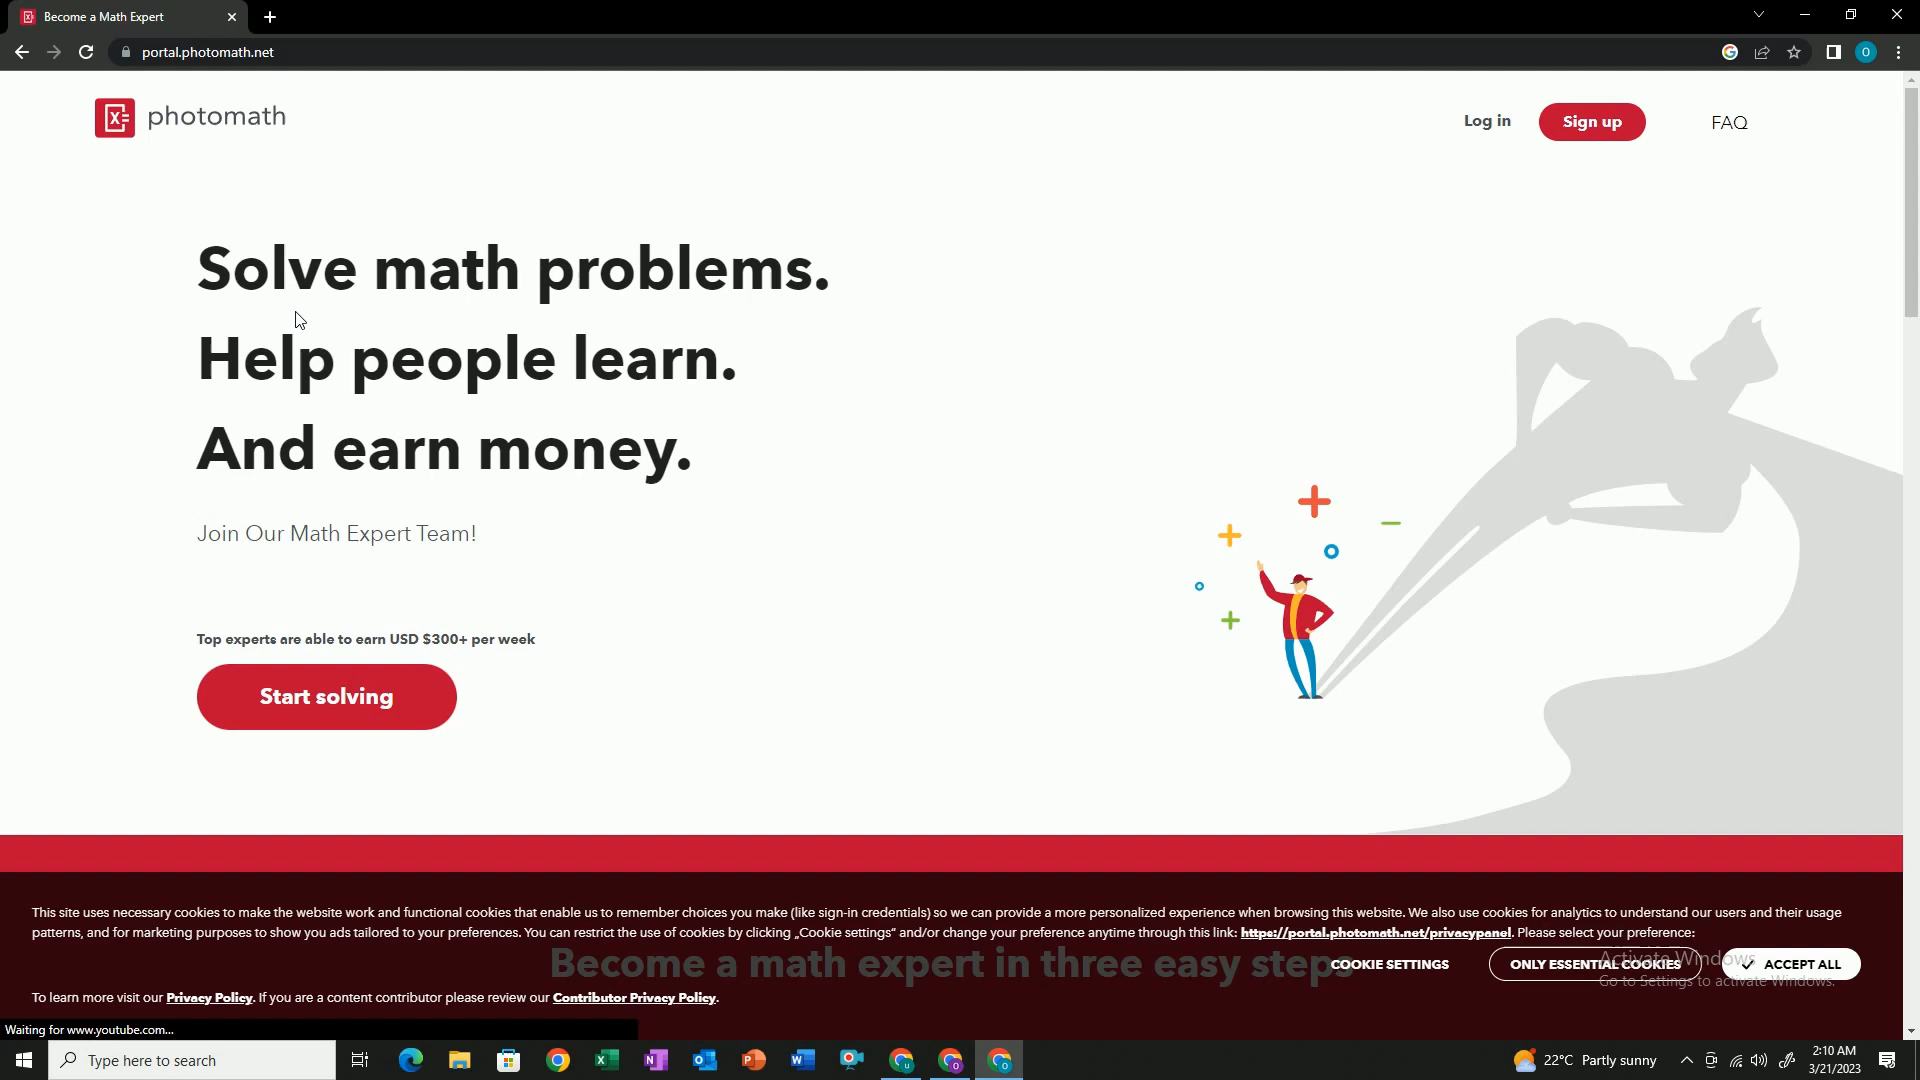 Become a Math Expert
portal.photomath.net
O
photomath
Log in
Sign up
FAQ
Solve math problems.
Help people learn.
And earn money.
Join Our Math Expert Team!
Top experts are able to earn USD $300+ per week
Start solving
This site uses necessary cookies to make the website work and functional cookies that enable us to remember choices you make (like sign-in credentials) so we can provide a more personalized experience when browsing this website. We also use cookies for analytics to understand our users and their usage
patterns, and for marketing purposes to show you ads tailored to your preferences. You can restrict the use of cookies by clicking „Cookie settings" and/or change your preference anytime through this link: https://portal.photomath.net/privacypanel. Please select your preference:
Become a math expert in three easy steps
COOKIE SETTINGS
ONLY ESSENTIAL COOKIES
ACCEPT ALL
Activate Windows
Go to Settings to activate Windows.
To learn more visit our Privacy Policy. If you are a content contributor please review our Contributor Privacy Policy.
Waiting for www.youtube.com...
Type here to search
22°C Partly sunny
2:10 AM
3/21/2023